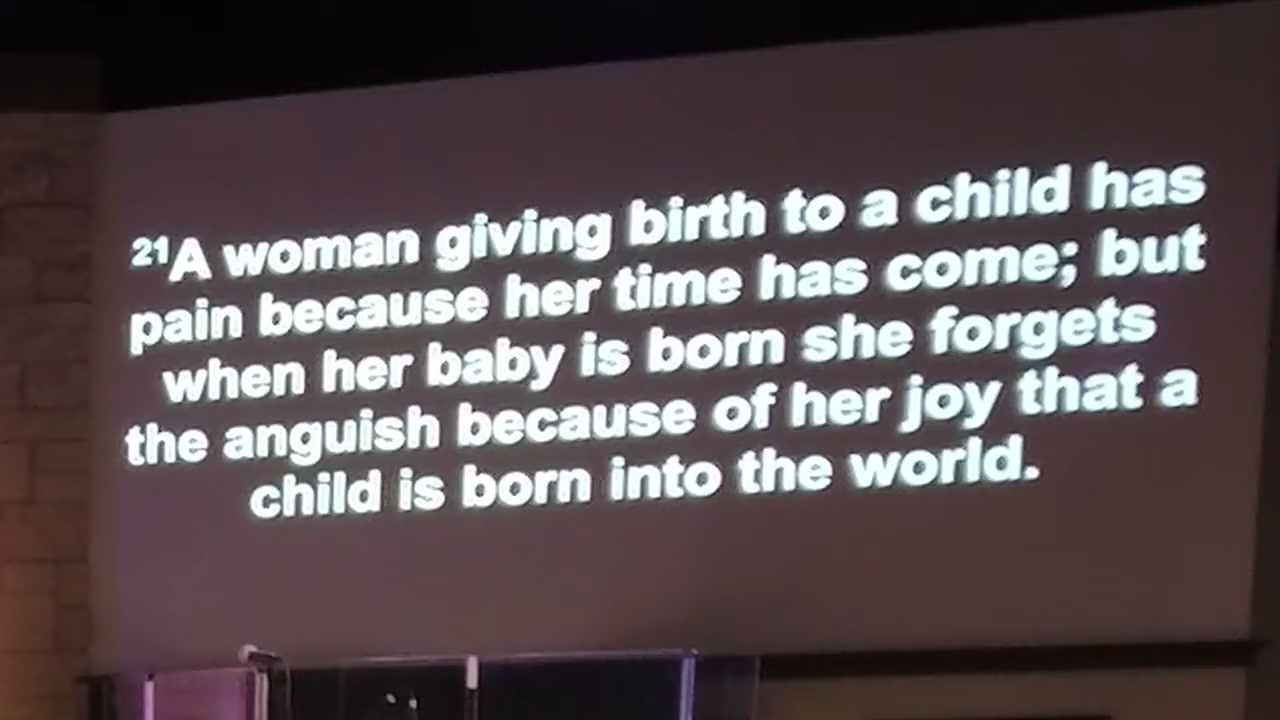 ²¹A woman giving birth to a child has
pain because her time has come; but
when her baby is born she forgets
the anguish because of her joy that a
child is born into the world.